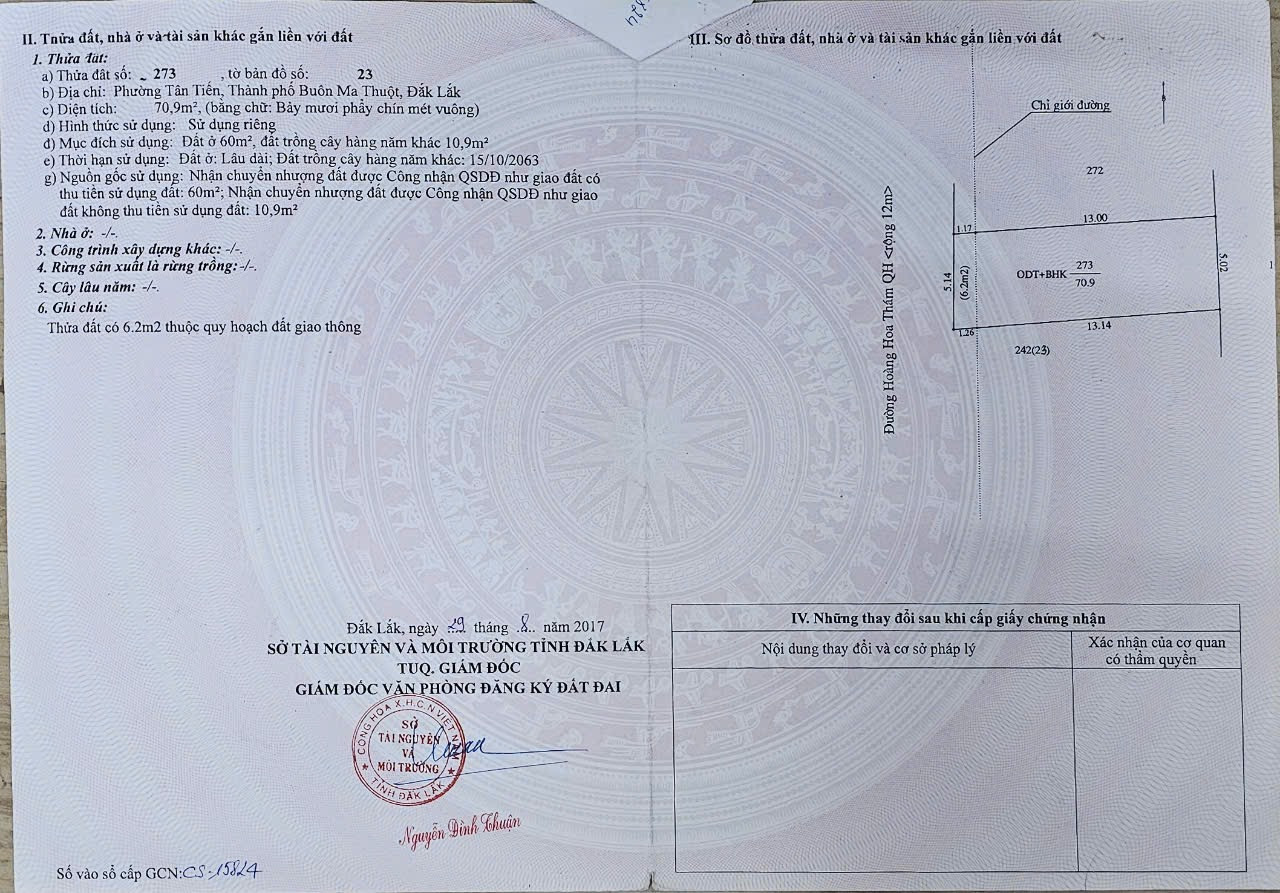 II. Thửa đất, nhà ở và tài sản khác gắn liền với đất
1. Thửa đất:
a) Thửa đất số: 273 , tờ bản đồ số: 23
b) Địa chỉ: Phường Tân Tiến, Thành phố Buôn Ma Thuột, Đắk Lắk
c) Diện tích: 70,9m², (bằng chữ: Bảy mươi phẩy chín mét vuông)
d) Hình thức sử dụng: Sử dụng riêng
đ) Mục đích sử dụng: Đất ở 60m², đất trồng cây hàng năm khác 10,9m²
e) Thời hạn sử dụng: Đất ở: Lâu dài; Đất trồng cây hàng năm khác: 15/10/2063
g) Nguồn gốc sử dụng: Nhận chuyển nhượng đất được Công nhận QSDĐ như giao đất có
thu tiền sử dụng đất: 60m²; Nhận chuyển nhượng đất được Công nhận QSDĐ như giao
đất không thu tiền sử dụng đất: 10,9m²
2. Nhà ở: -/-.
3. Công trình xây dựng khác: -/-.
4. Rừng sản xuất là rừng trồng: -/-.
5. Cây lâu năm: -/-.
6. Ghi chú:
Thửa đất có 6.2m2 thuộc quy hoạch đất giao thông
Đắk Lắk, ngày 29 tháng 8 năm 2017
SỞ TÀI NGUYÊN VÀ MÔI TRƯỜNG TỈNH ĐẮK LẮK
TUQ. GIÁM ĐỐC
GIÁM ĐỐC VĂN PHÒNG ĐĂNG KÝ ĐẤT ĐAI
CỘNG HÒA X.H.C.N VIỆT NAM
SỞ
TÀI NGUYÊN
VÀ
MÔI TRƯỜNG
TỈNH ĐẮK LẮK
Nguyễn Đình Thuận
Số vào sổ cấp GCN: CS-15824
III. Sơ đồ thửa đất, nhà ở và tài sản khác gắn liền với đất
Chỉ giới đường
272
13.00
1.17
5.02
Đường Hoàng Hoa Thám QH <rộng 12m>
5.14
(6.2m2)
ODT+BHK 273
70.9
1.26
13.14
242(23)
IV. Những thay đổi sau khi cấp giấy chứng nhận
Nội dung thay đổi và cơ sở pháp lý
Xác nhận của cơ quan
có thẩm quyền